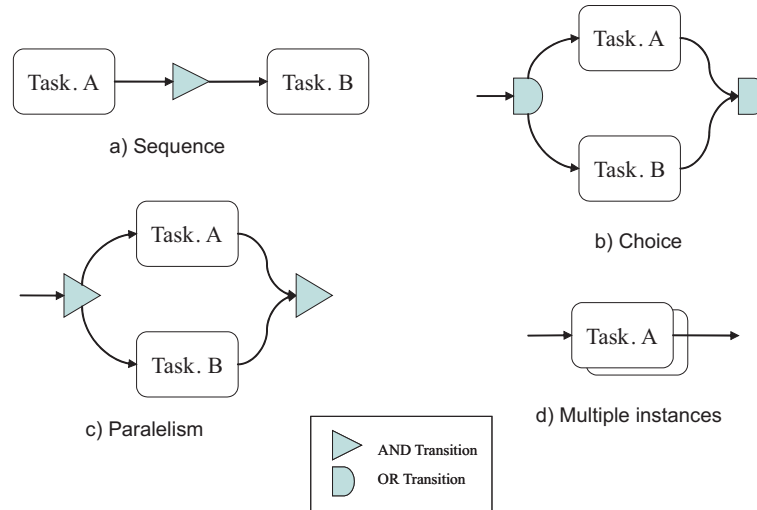 Task. A
Task. B
a) Sequence
Task. A
Task. B
b) Choice
Task. A
Task. B
c) Paralelism
Task. A
d) Multiple instances
AND Transition
OR Transition